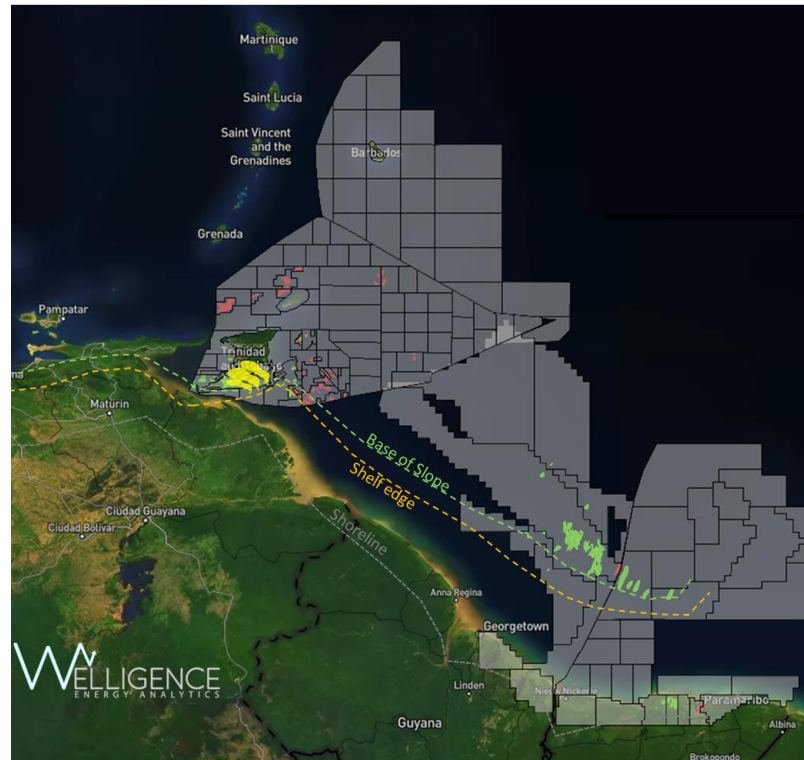 Martinique
Saint Lucia
Saint Vincent
and the
Grenadines
Barbados
Grenada
Pampatar
Trinidad
Maturin
Base of Slope
Shelf edge
Ciudad Guayana
Ciudad Bolívar
Shoreline
Anna Regina
Georgetown
WELLIGENCE
ENERGY ANALYTICS
Linden
Nieuw Nickerie
Paramaribo
Guyana
Albina
Brokopondo